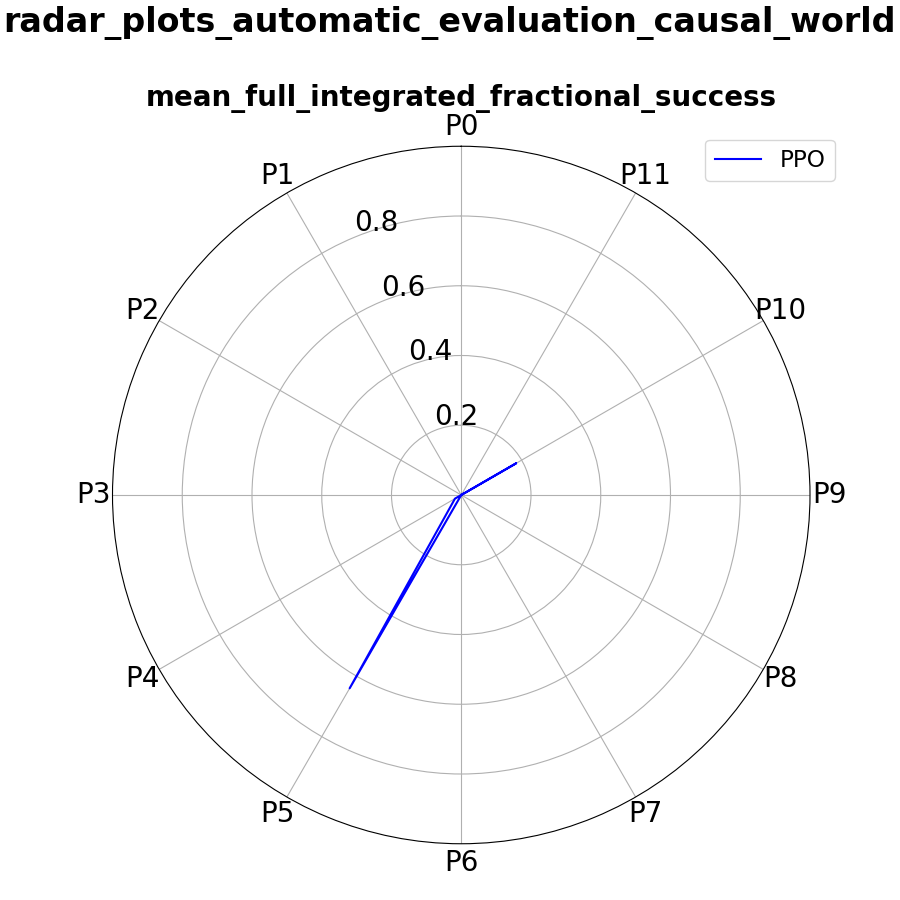 radar_plots_automatic_evaluation_causal_world
mean_full_integrated_fractional_success
P0
P1
P11
PPO
0.8
0.6
P2
P10
0.4
0.2
P3
P9
P4
P8
P5
P7
P6